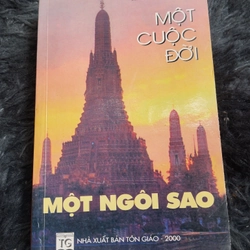 MỘT
CUỘC
ĐỜI
MỘT NGÔI SAO
TG
NHÀ XUẤT BẢN TÔN GIÁO - 2000